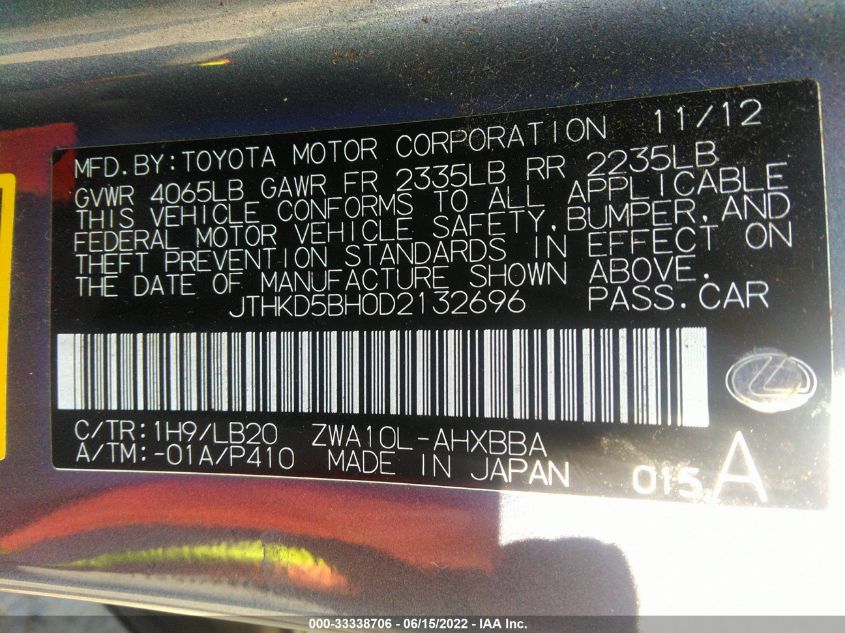 MFD.BY:TOYOTA MOTOR CORPORATION 11/12
GVWR 4065LB GAWR FR 2335LB RR 2235LB
THIS VEHICLE CONFORMS TO ALL APPLICABLE
FEDERAL MOTOR VEHICLE SAFETY,BUMPER,AND
THEFT PREVENTION STANDARDS IN EFFECT ON
THE DATE OF MANUFACTURE SHOWN ABOVE.
JTHKD5BH0D2132696 PASS.CAR
C/TR:1H9/LB20 ZWA10L-AHXBBA
A/TM:-01A/P410 MADE IN JAPAN 015 A
000-33338706 - 06/15/2022 - IAA Inc.